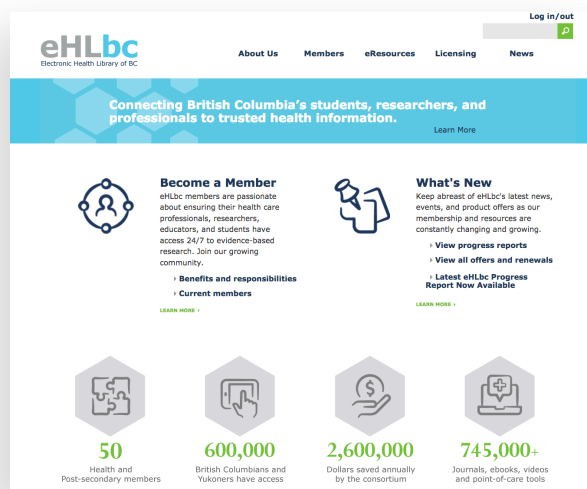 Log in/out
eHLbc
Electronic Health Library of BC
About Us Members eResources Licensing News
Connecting British Columbia's students, researchers, and
professionals to trusted health information.
Learn More
Become a Member
eHLbc members are passionate
about ensuring their health care
professionals, researchers,
educators, and students have
access 24/7 to evidence-based
research. Join our growing
community.
Benefits and responsibilities
Current members
LEARN MORE ›
What's New
Keep abreast of eHLbc's latest news,
events, and product offers as our
membership and resources are
constantly changing and growing.
View progress reports
View all offers and renewals
Latest eHLbc Progress
Report Now Available
LEARN MORE ›
50
Health and
Post-secondary members
600,000
British Columbians and
Yukoners have access
2,600,000
Dollars saved annually
by the consortium
745,000+
Journals, ebooks, videos
and point-of-care tools